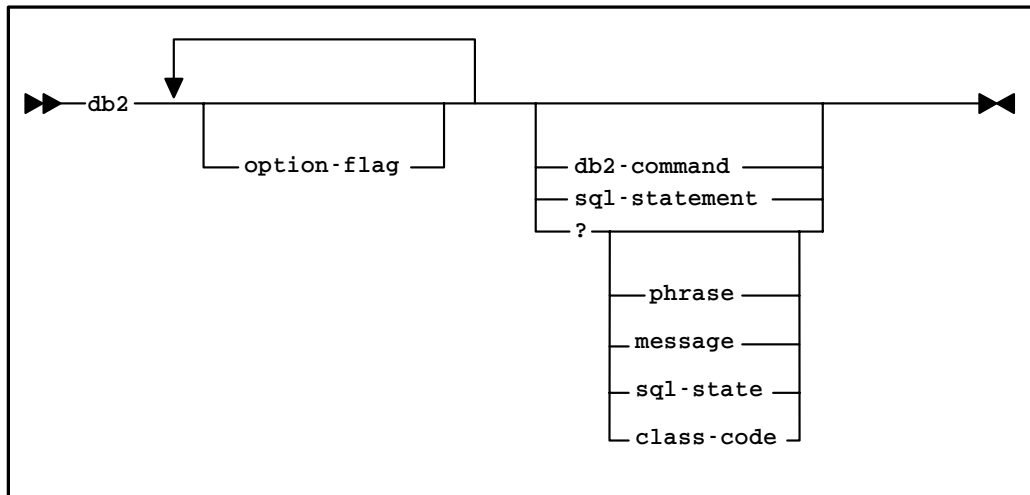 db2
option-flag
db2-command
sql-statement
?
phrase
message
sql-state
class-code